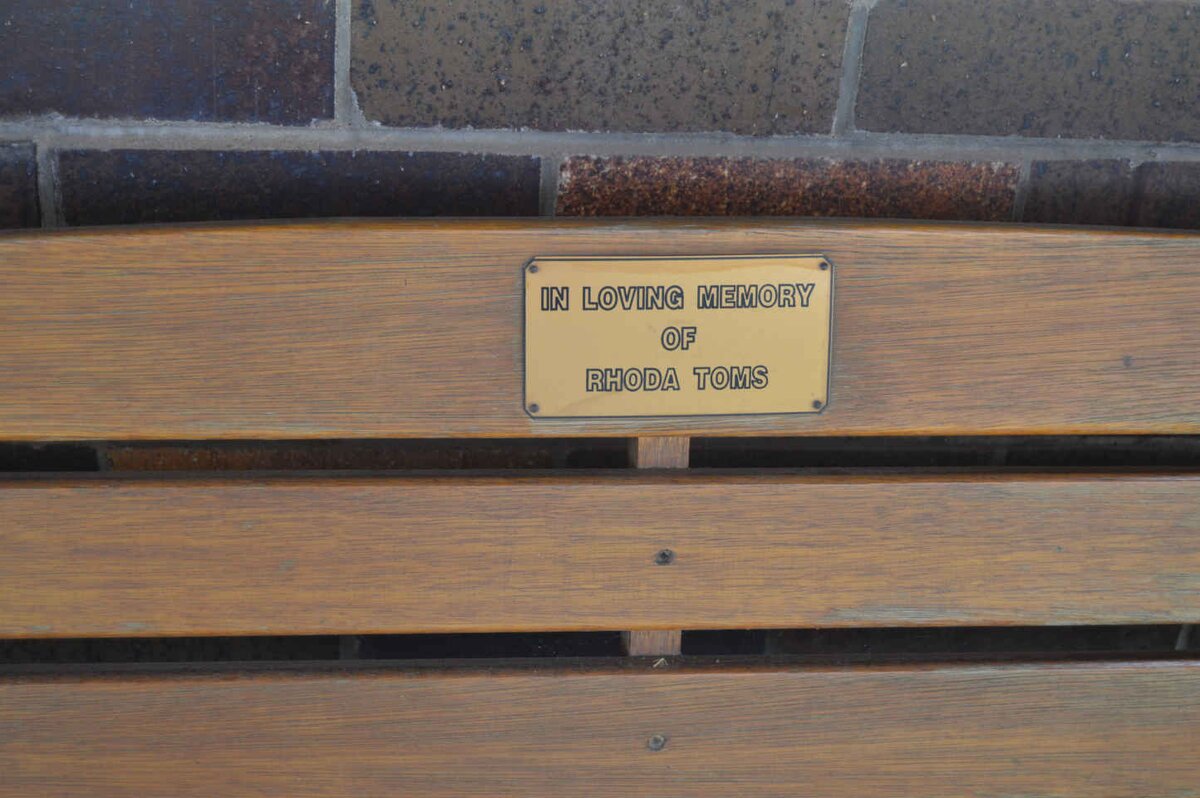 IN LOVING MEMORY
OF
RHODA TOMS